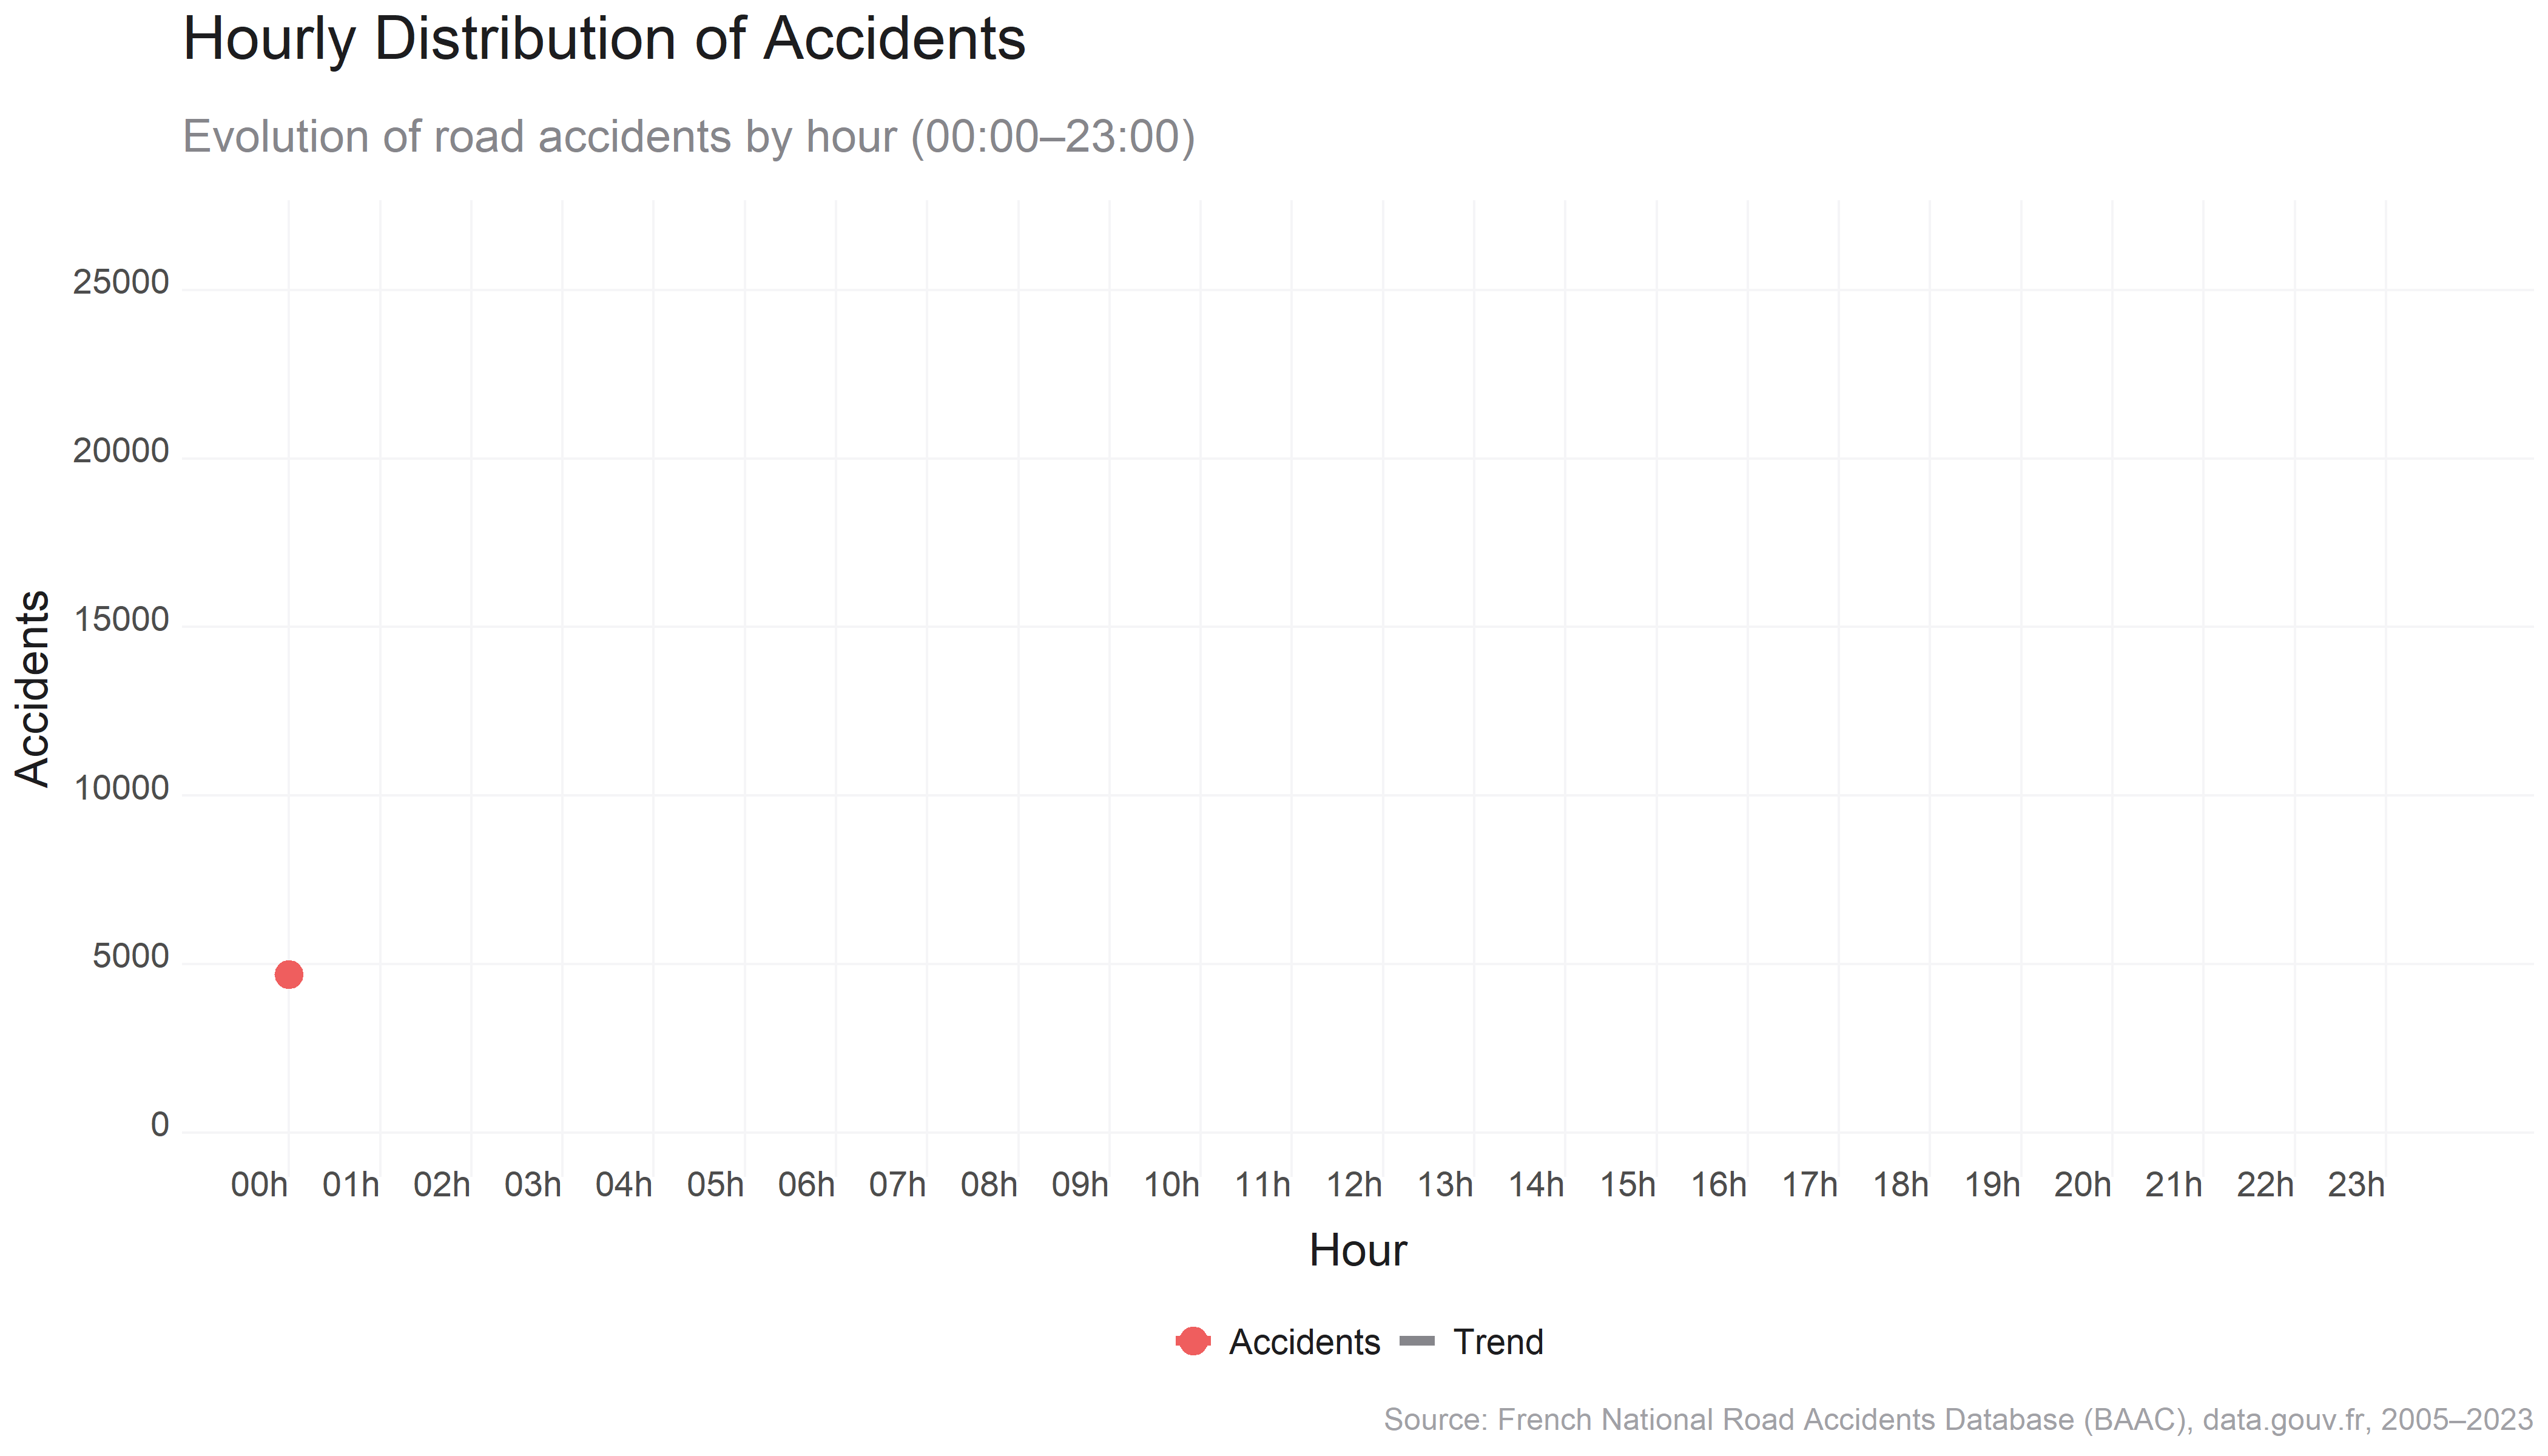 Hourly Distribution of Accidents
Evolution of road accidents by hour (00:00–23:00)
25000
20000
15000
10000
5000
0
Accidents
00h 01h 02h 03h 04h 05h 06h 07h 08h 09h 10h 11h 12h 13h 14h 15h 16h 17h 18h 19h 20h 21h 22h 23h
Hour
Accidents Trend
Source: French National Road Accidents Database (BAAC), data.gouv.fr, 2005–2023